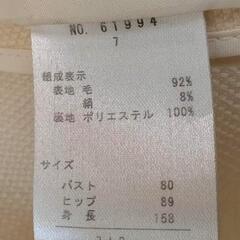 NO. 61994
7
組成表示
表地 毛 92%
絹 8%
裏地 ポリエステル 100%
サイズ
バスト 80
ヒップ 89
身長 158